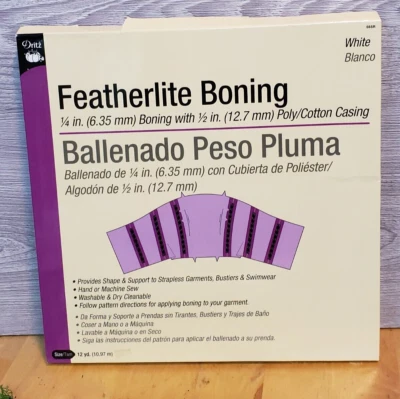 Dritz
White
Blanco
Featherlite Boning
¼ in. (6.35 mm) Boning with ½ in. (12.7 mm) Poly/Cotton Casing
Ballenado Peso Pluma
Ballenado de ¼ in. (6.35 mm) con Cubierta de Poliéster/
Algodón de ½ in. (12.7 mm)
• Provides Shape & Support to Strapless Garments, Bustiers & Swimwear
• Hand or Machine Sew
• Washable & Dry Cleanable
• Follow pattern directions for applying boning to your garment.
• Da Forma y Soporte a Prendas sin Tirantes, Bustiers y Trajes de Baño
• Coser a Mano o a Máquina
• Lavable a Máquina o en Seco
• Siga las instrucciones del patrón para aplicar el ballenado a su prenda.
Size/Tam. 12 yd. (10.97 m)